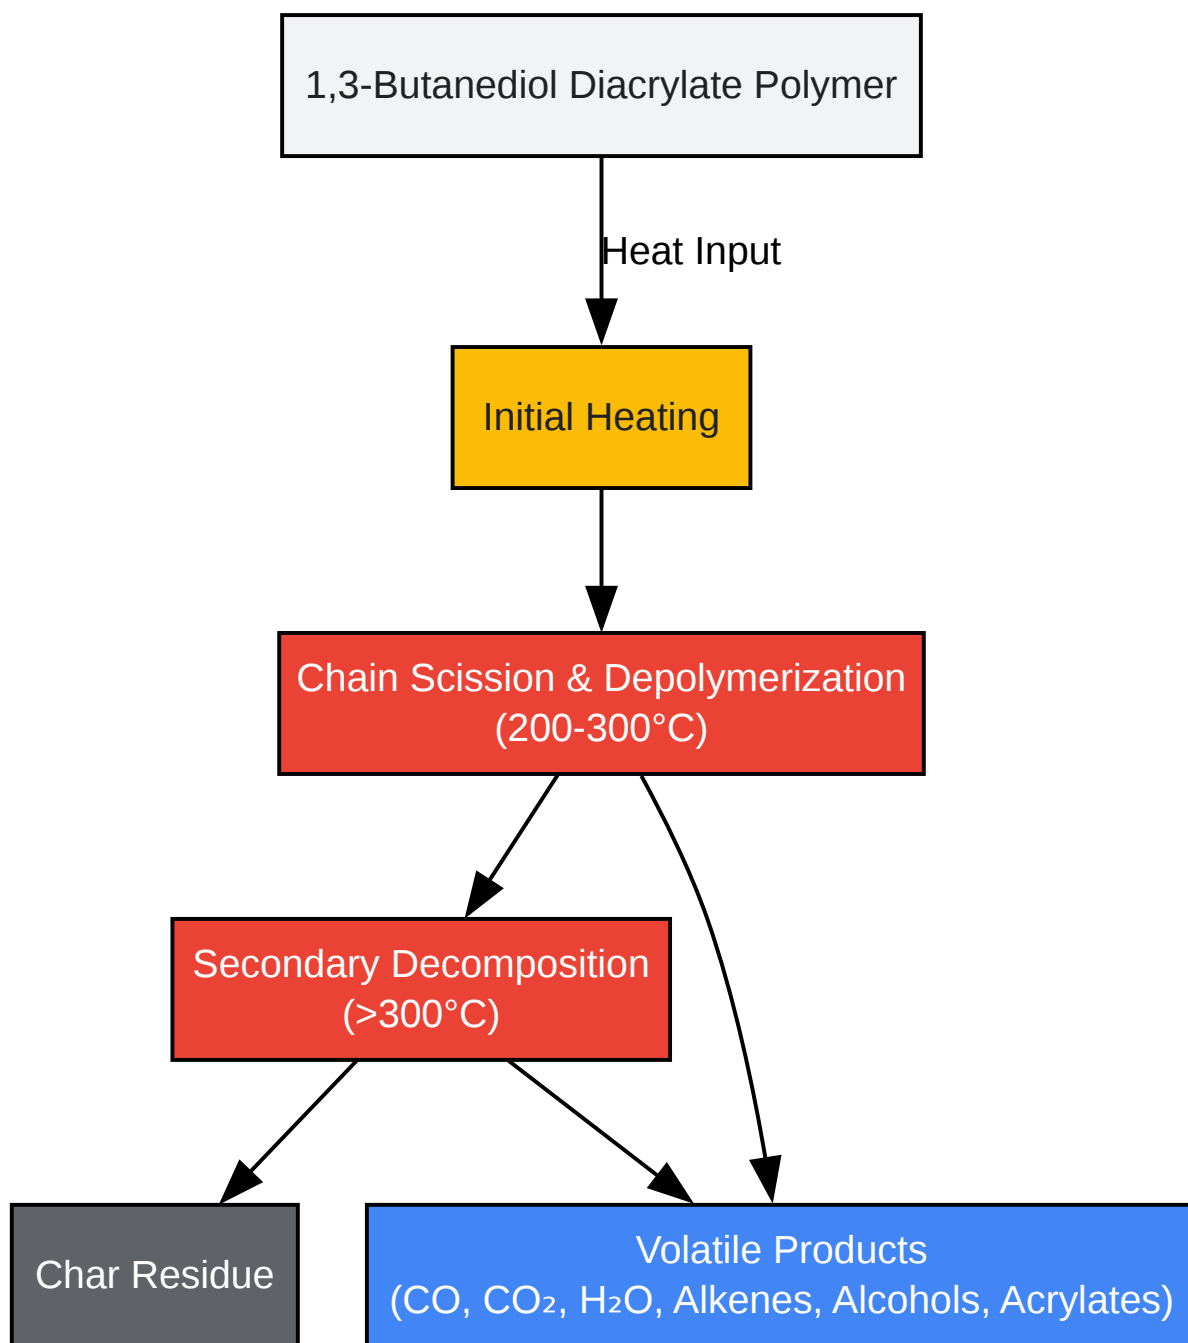 1,3-Butanediol Diacrylate Polymer
Heat Input
Initial Heating
Chain Scission & Depolymerization
(200-300°C)
Secondary Decomposition
(>300°C)
Char Residue
Volatile Products
(CO, CO₂, H₂O, Alkenes, Alcohols, Acrylates)